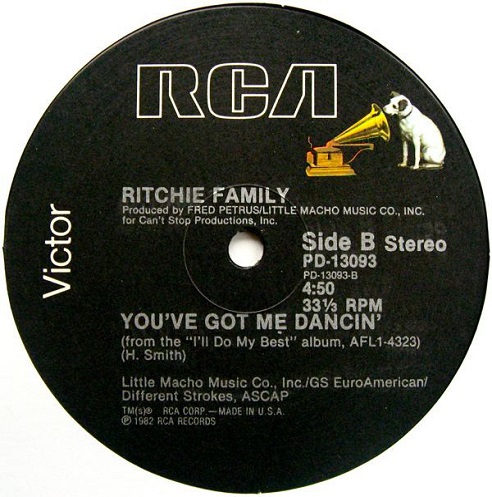 RCA
Victor
RITCHIE FAMILY
Produced by FRED PETRUS/LITTLE MACHO MUSIC CO., INC.
for Can't Stop Productions, Inc.
Side B Stereo
PD-13093
PD-13093-B
4:50
33⅓ RPM
YOU'VE GOT ME DANCIN'
(from the "I'll Do My Best" album, AFL1-4323)
(H. Smith)
Little Macho Music Co., Inc./GS EuroAmerican/
Different Strokes, ASCAP
TM(s)® RCA CORP.—MADE IN U.S.A.
℗ 1982 RCA RECORDS